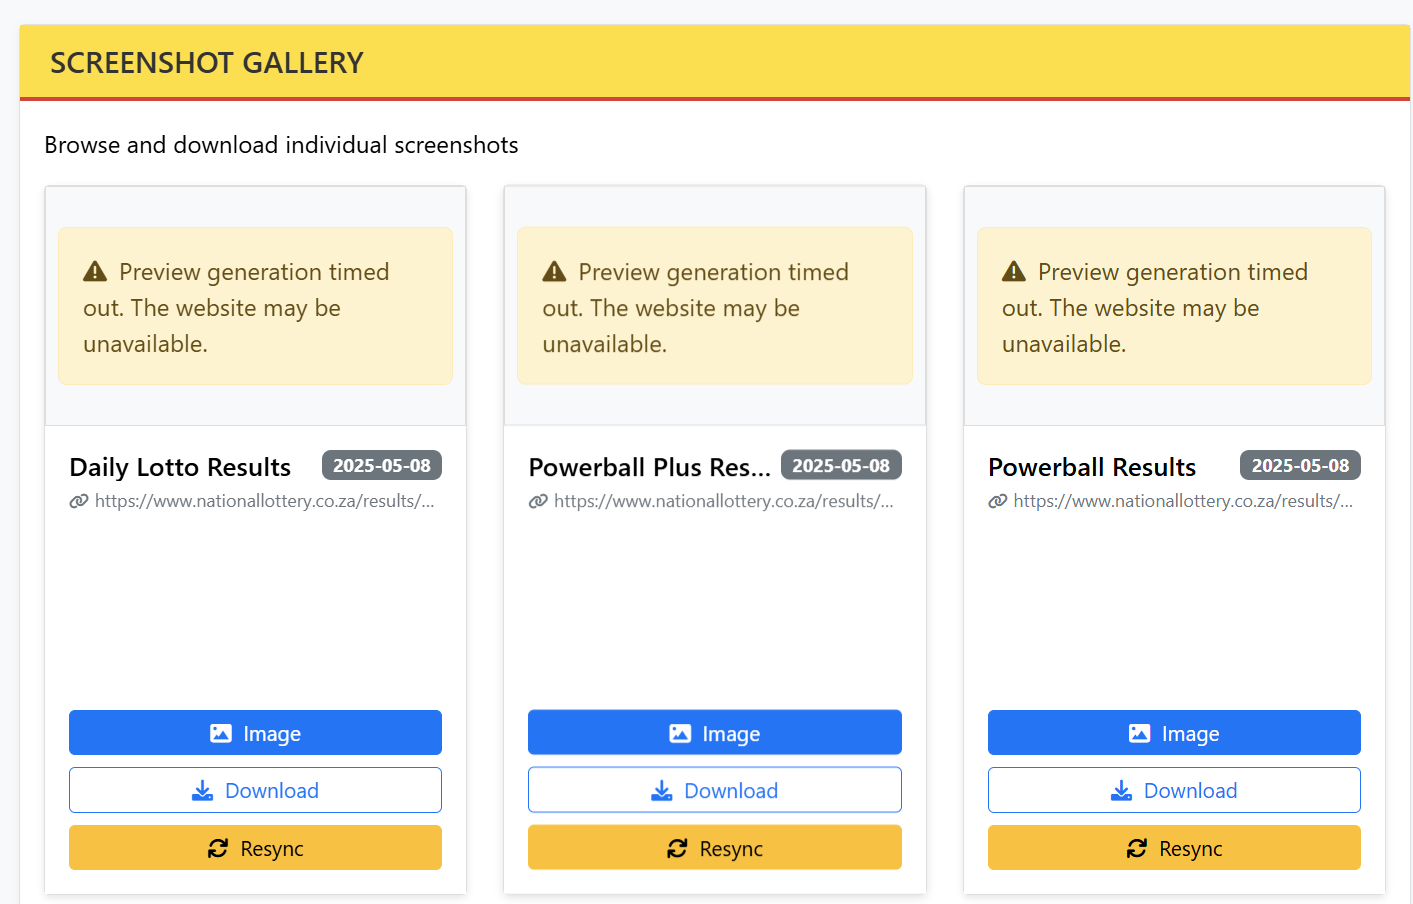 SCREENSHOT GALLERY
Browse and download individual screenshots
Preview generation timed
out. The website may be
unavailable.
Daily Lotto Results 2025-05-08
https://www.nationallottery.co.za/results/...
Image
Download
Resync
Preview generation timed
out. The website may be
unavailable.
Powerball Plus Res... 2025-05-08
https://www.nationallottery.co.za/results/...
Image
Download
Resync
Preview generation timed
out. The website may be
unavailable.
Powerball Results 2025-05-08
https://www.nationallottery.co.za/results/...
Image
Download
Resync